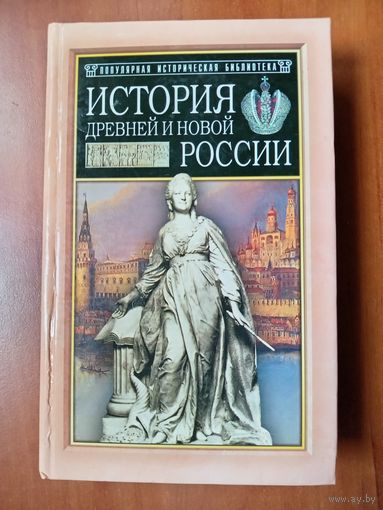 ПОПУЛЯРНАЯ ИСТОРИЧЕСКАЯ БИБЛИОТЕКА
ИСТОРИЯ
ДРЕВНЕЙ И НОВОЙ
РОССИИ
www.ay.by